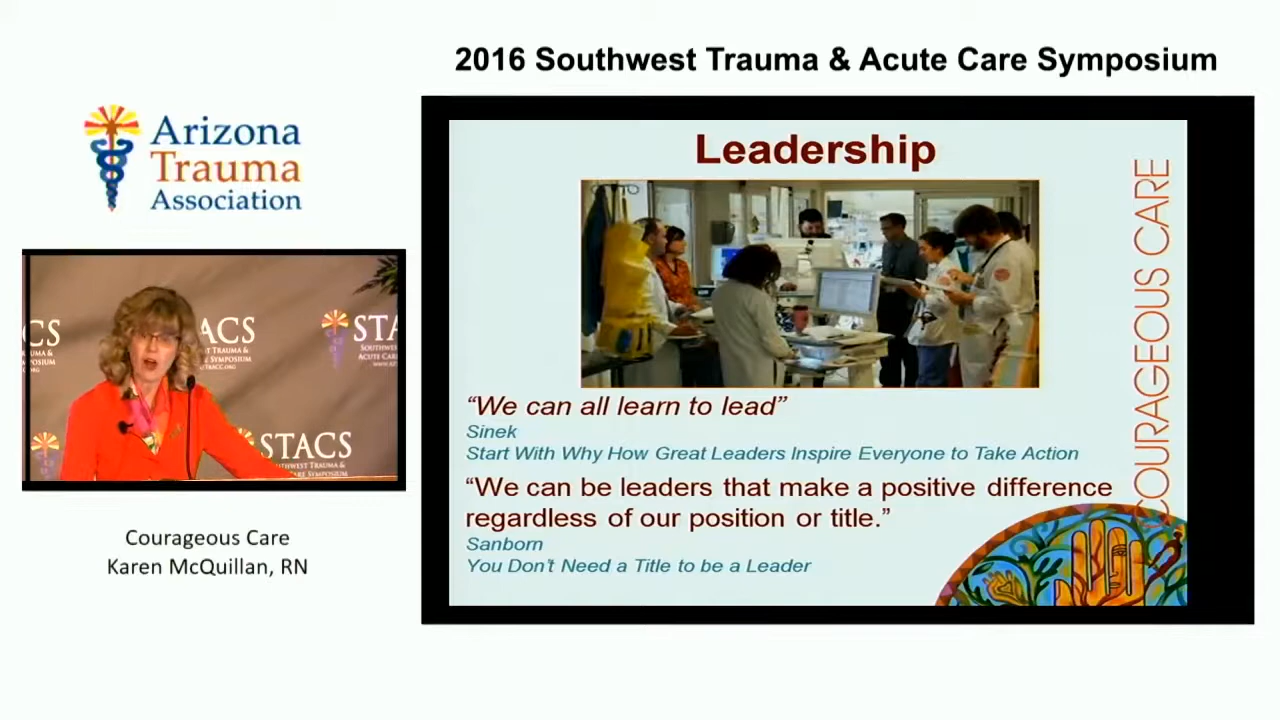 2016 Southwest Trauma & Acute Care Symposium
Arizona
Trauma
Association
Leadership
COURAGEOUS CARE
“We can all learn to lead”
Sinek
Start With Why How Great Leaders Inspire Everyone to Take Action
“We can be leaders that make a positive difference
regardless of our position or title.”
Sanborn
You Don't Need a Title to be a Leader
CS
TACS
STA
STACS
Courageous Care
Karen McQuillan, RN